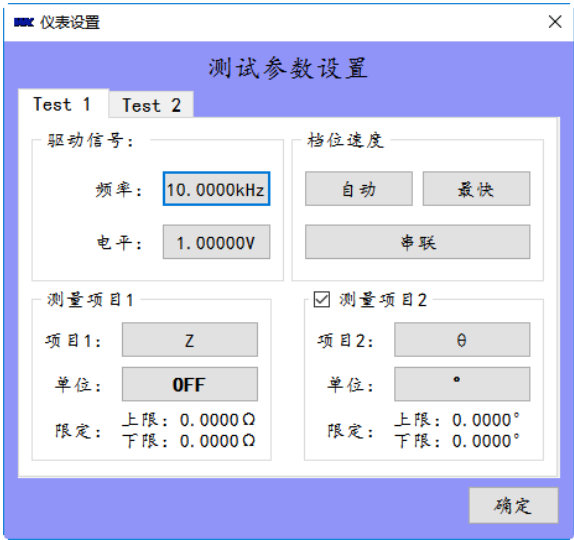 仪表设置
测试参数设置
Test 1 Test 2
驱动信号: 档位速度
频率: 10.0000kHz 自动 最快
电平: 1.00000V 串联
测量项目1 测量项目2
项目1: Z 项目2: θ
单位: OFF 单位: °
限定: 上限: 0.0000Ω 限定: 上限: 0.0000°
下限: 0.0000Ω 下限: 0.0000°
确定